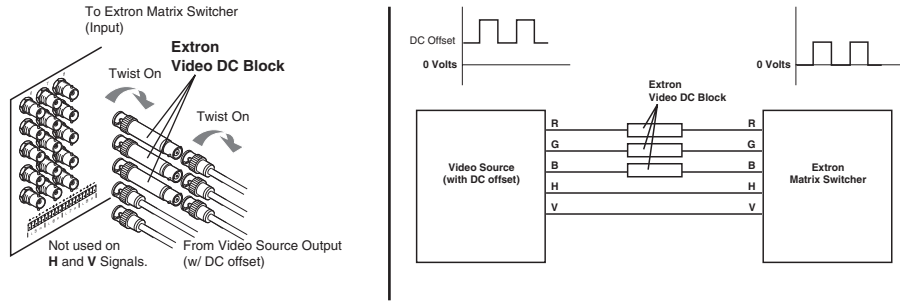 To Extron Matrix Switcher
(Input)
Extron
Video DC Block
Twist On
Twist On
Not used on
H and V Signals.
From Video Source Output
(w/ DC offset)
DC Offset
0 Volts
0 Volts
Extron
Video DC Block
Video Source
(with DC offset)
R
G
B
H
V
R
G
B
H
V
Extron
Matrix Switcher